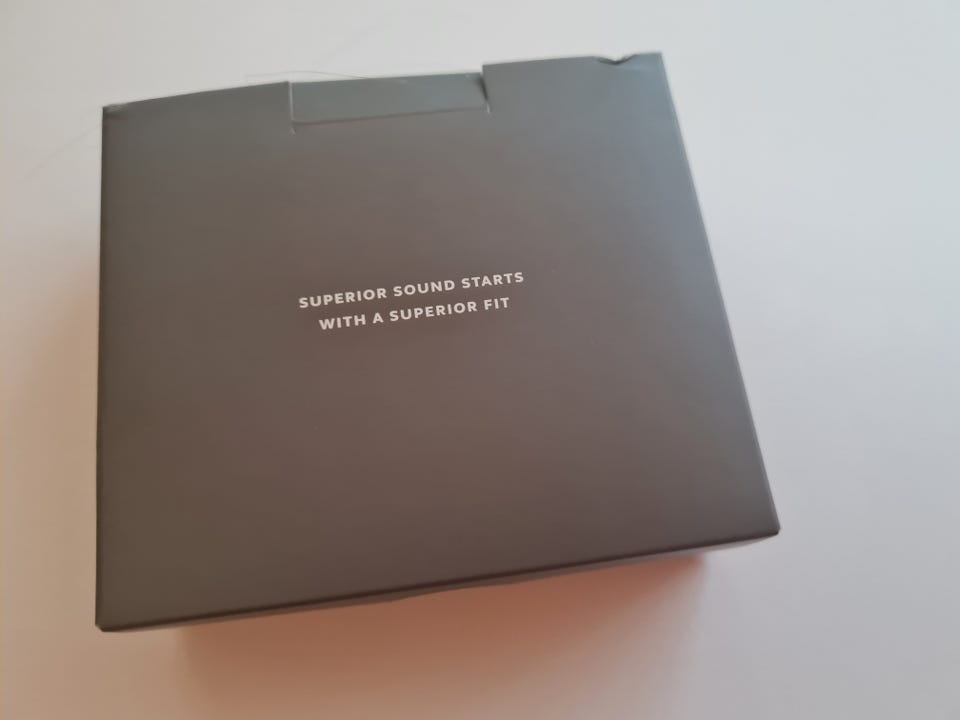 SUPERIOR SOUND STARTS
WITH A SUPERIOR FIT